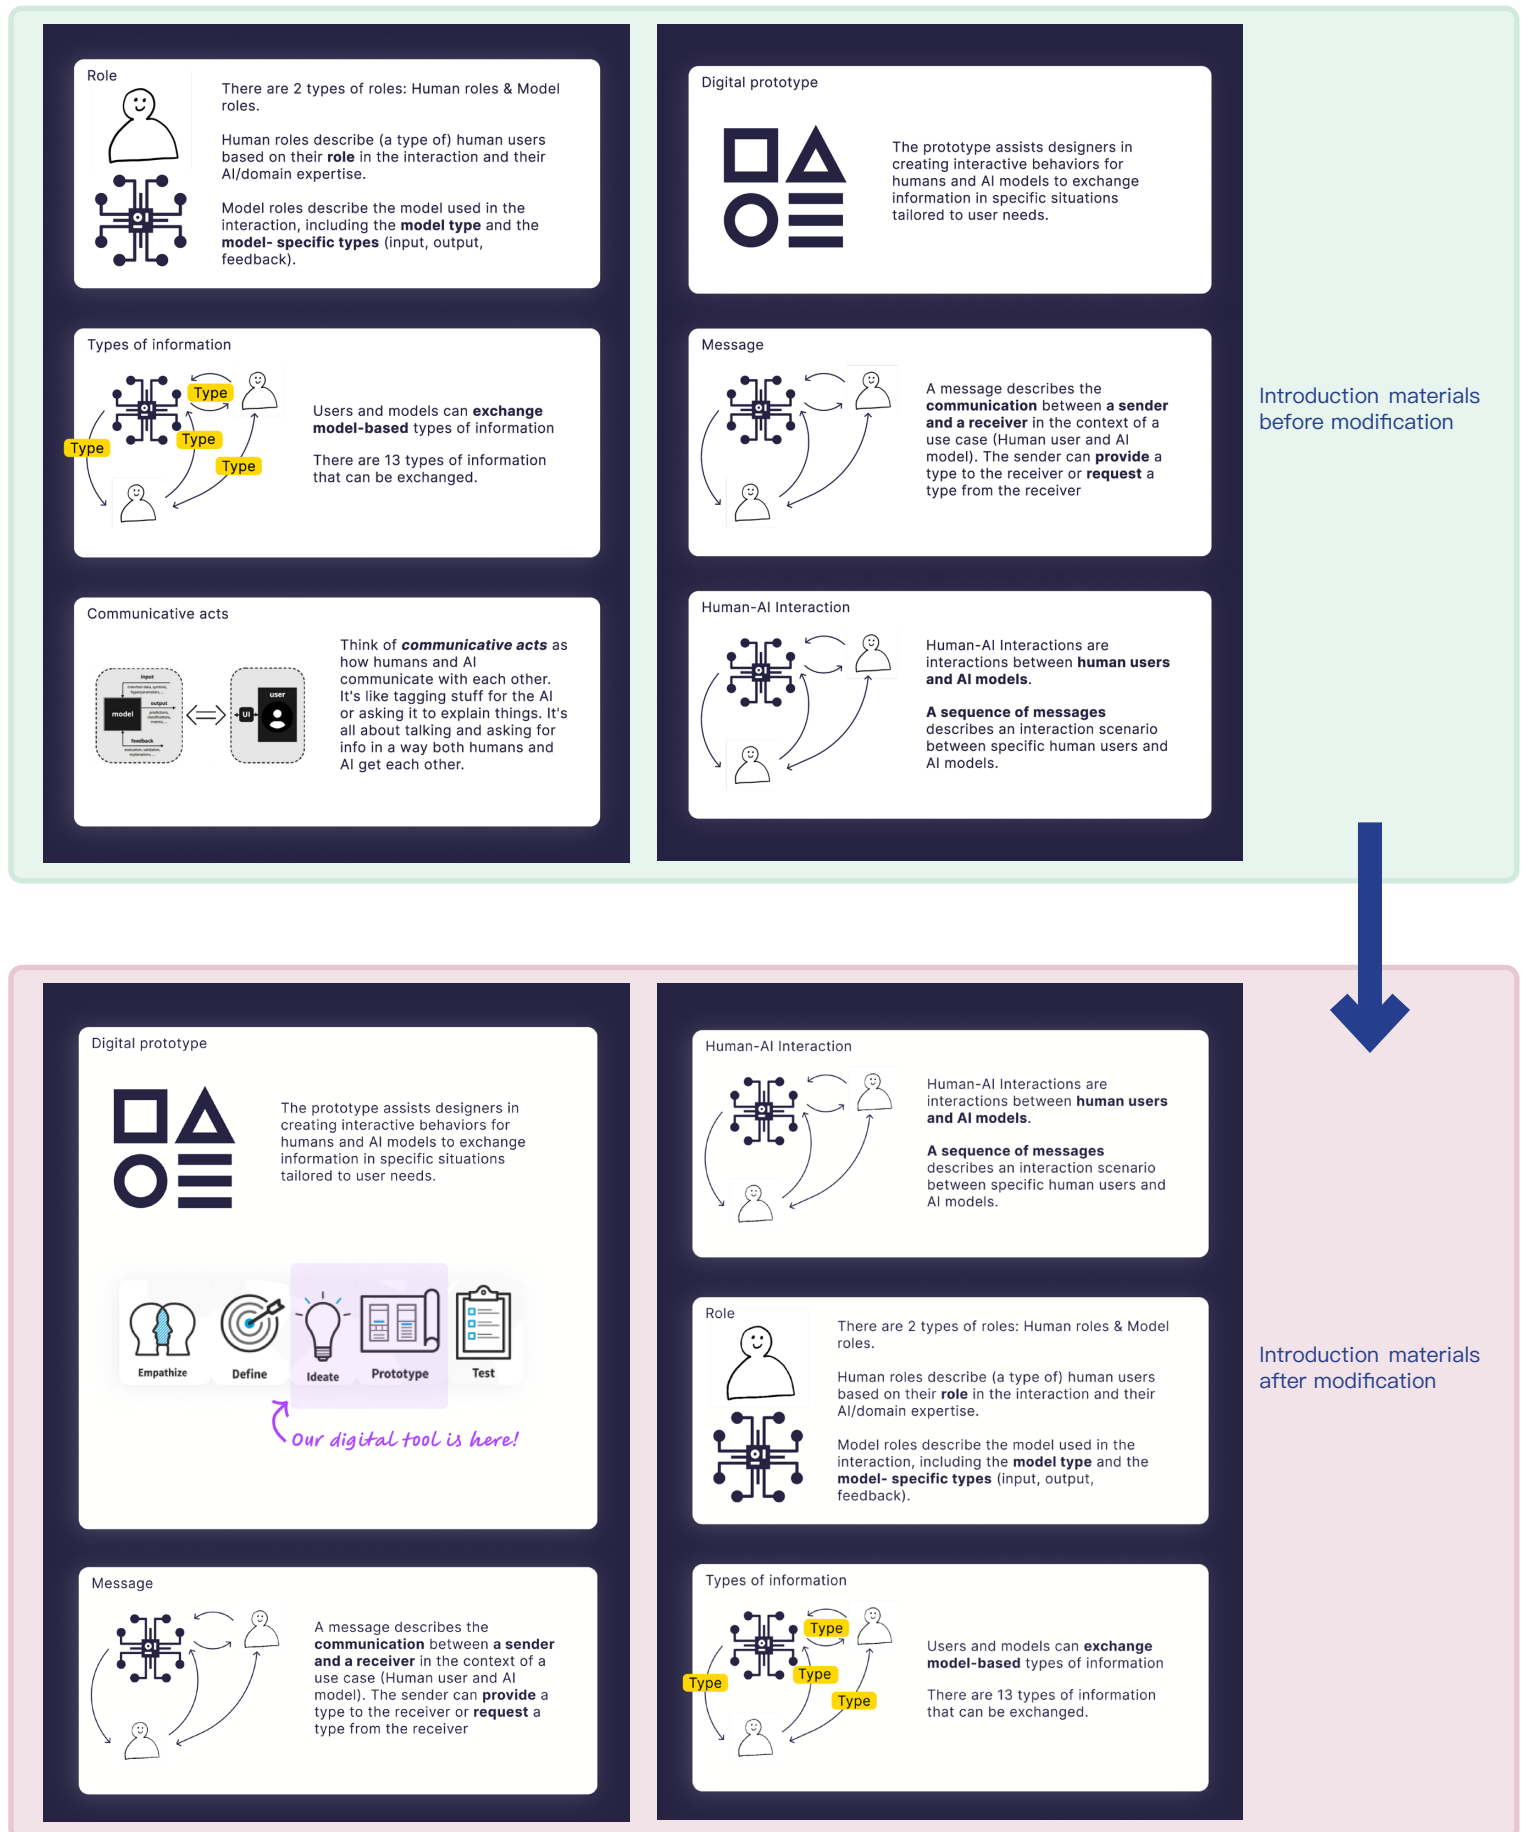 Role
There are 2 types of roles: Human roles & Model
roles.
Human roles describe (a type of) human users
based on their role in the interaction and their
AI/domain expertise.
Model roles describe the model used in the
interaction, including the model type and the
model- specific types (input, output,
feedback).
Types of information
Type
Type
Type
Type
Users and models can exchange
model-based types of information
There are 13 types of information
that can be exchanged.
Communicative acts
input
model
output
feedback
UI
user
Think of communicative acts as
how humans and AI
communicate with each other.
It's like tagging stuff for the AI
or asking it to explain things. It's
all about talking and asking for
info in a way both humans and
AI get each other.
Digital prototype
The prototype assists designers in
creating interactive behaviors for
humans and AI models to exchange
information in specific situations
tailored to user needs.
Message
A message describes the
communication between a sender
and a receiver in the context of a
use case (Human user and AI
model). The sender can provide a
type to the receiver or request a
type from the receiver
Human-AI Interaction
Human-AI Interactions are
interactions between human users
and AI models.
A sequence of messages
describes an interaction scenario
between specific human users and
AI models.
Introduction materials
before modification
Digital prototype
The prototype assists designers in
creating interactive behaviors for
humans and AI models to exchange
information in specific situations
tailored to user needs.
Empathize
Define
Ideate
Prototype
Test
Our digital tool is here!
Message
A message describes the
communication between a sender
and a receiver in the context of a
use case (Human user and AI
model). The sender can provide a
type to the receiver or request a
type from the receiver
Human-AI Interaction
Human-AI Interactions are
interactions between human users
and AI models.
A sequence of messages
describes an interaction scenario
between specific human users and
AI models.
Role
There are 2 types of roles: Human roles & Model
roles.
Human roles describe (a type of) human users
based on their role in the interaction and their
AI/domain expertise.
Model roles describe the model used in the
interaction, including the model type and the
model- specific types (input, output,
feedback).
Types of information
Type
Type
Type
Type
Users and models can exchange
model-based types of information
There are 13 types of information
that can be exchanged.
Introduction materials
after modification